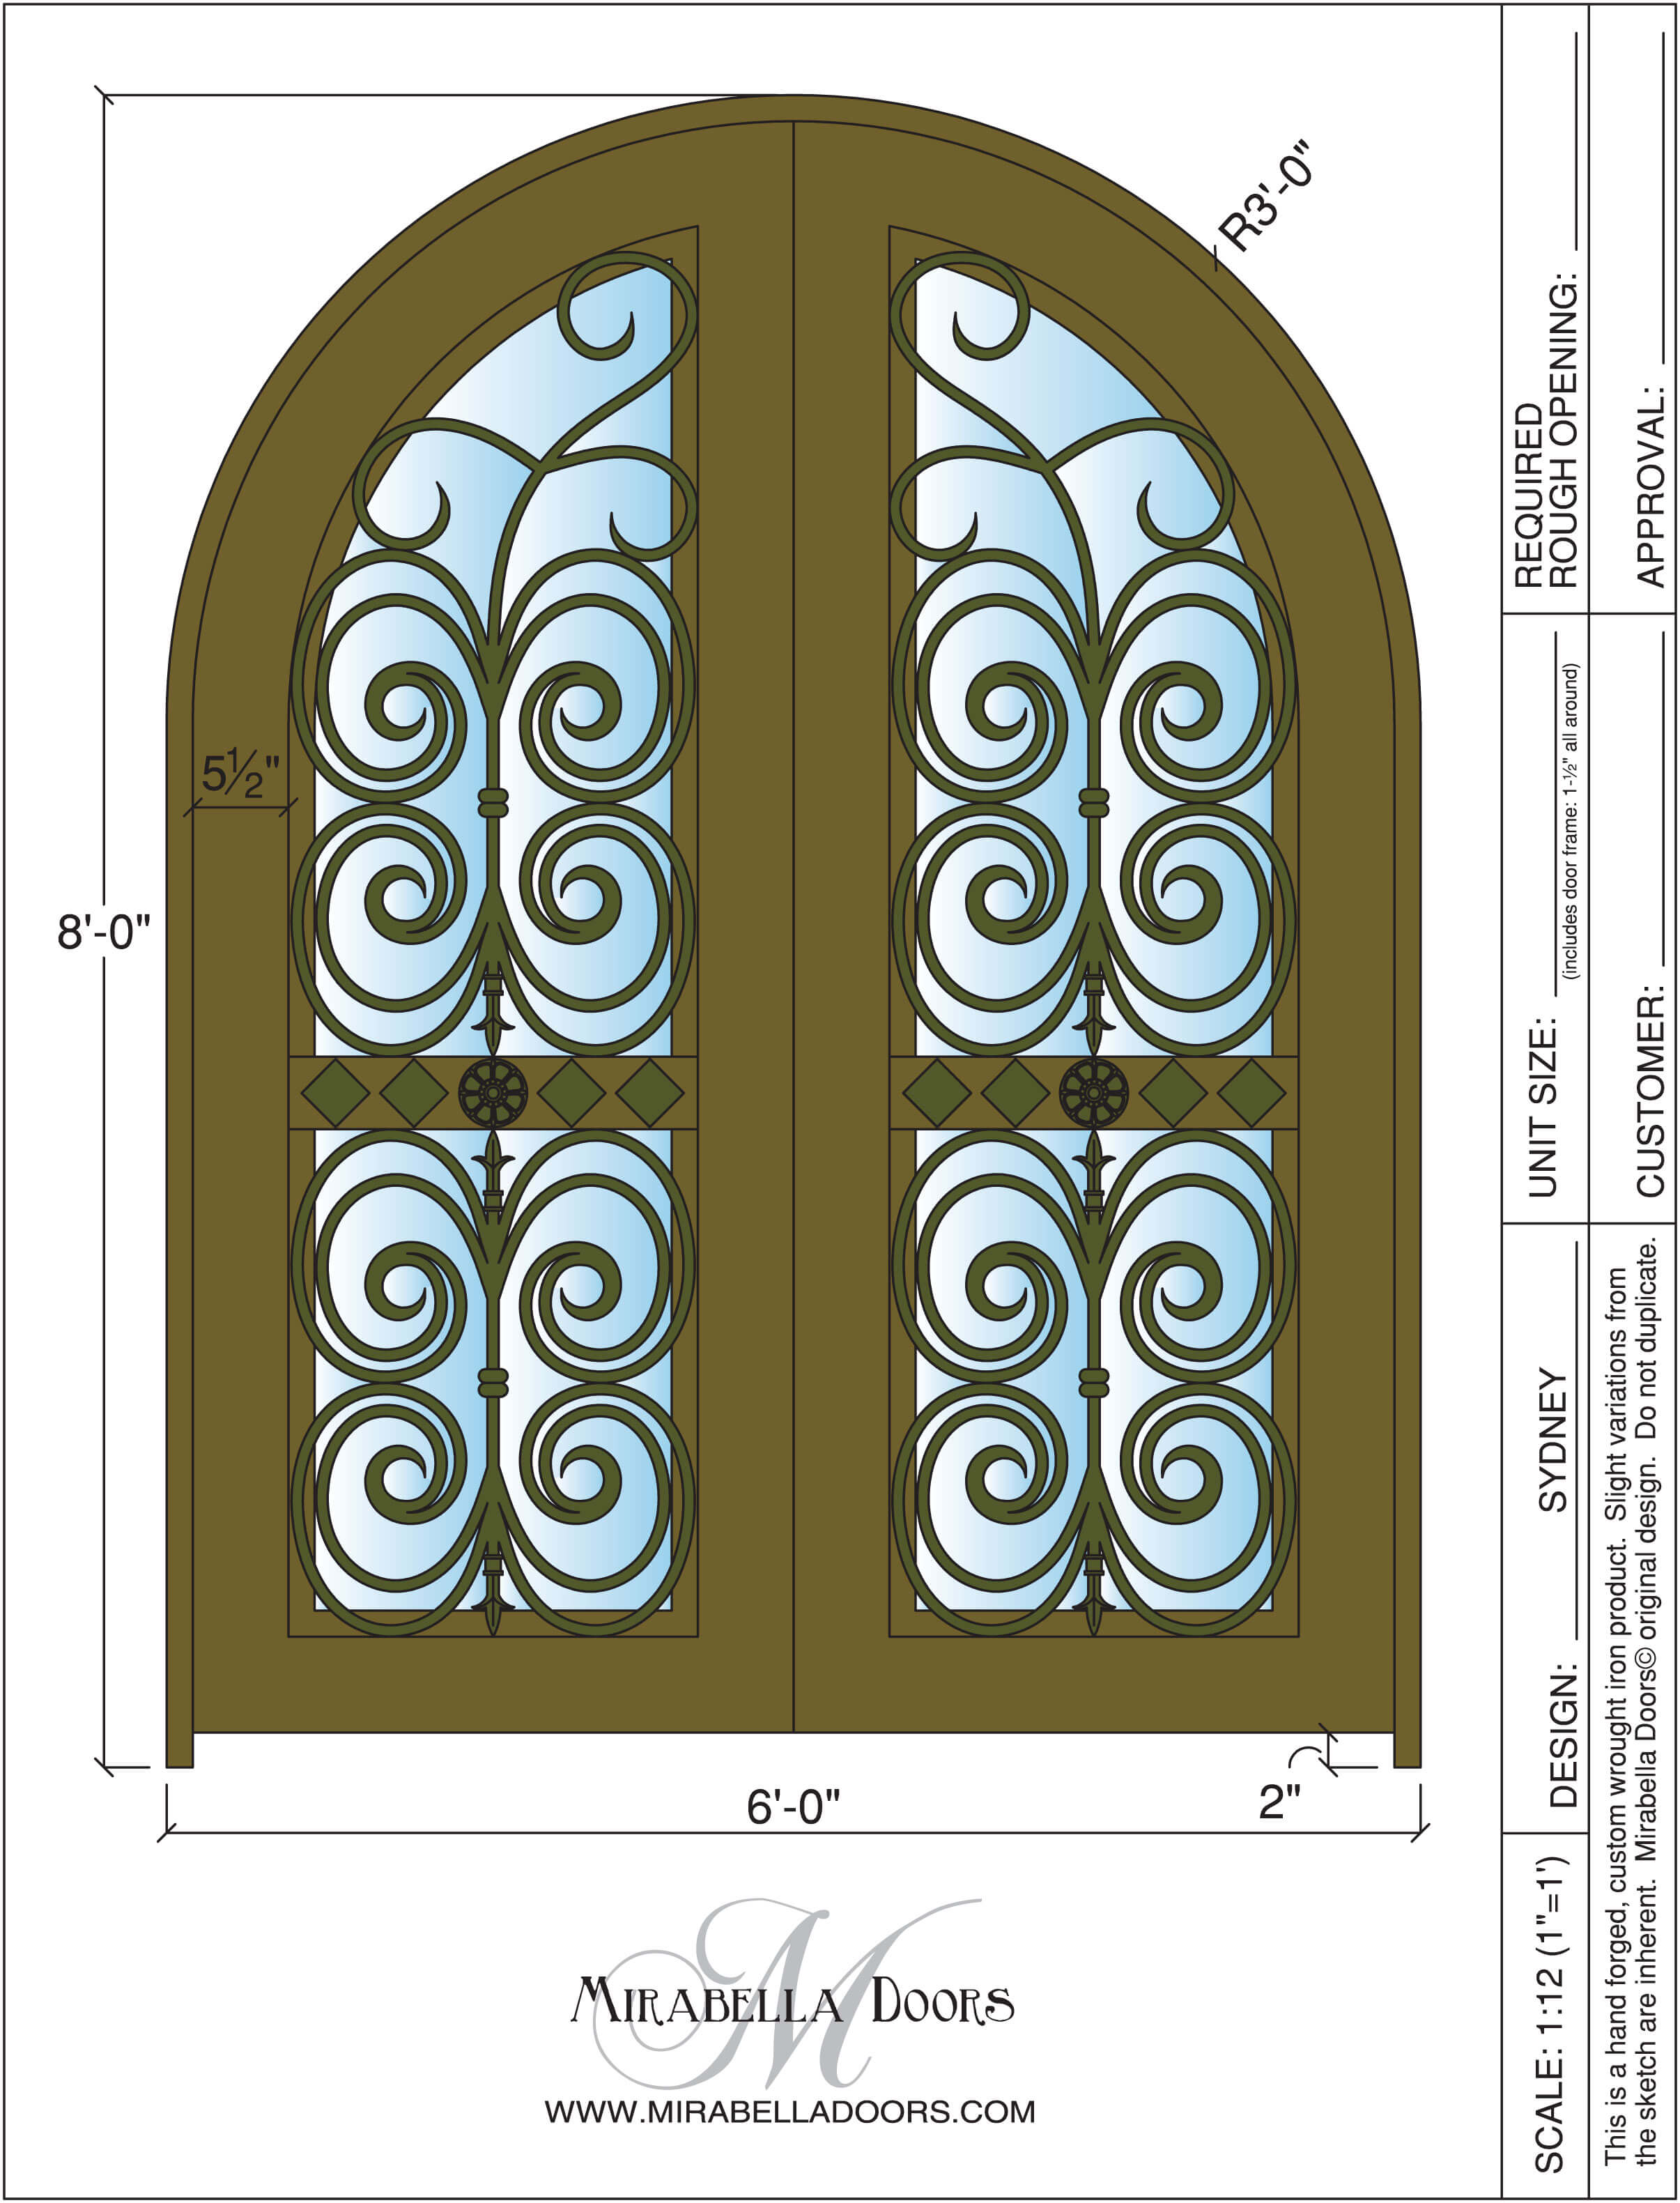 R3'-0"
5½"
8'-0"
6'-0"
2"
MIRABELLA DOORS
M
WWW.MIRABELLADOORS.COM
SCALE: 1:12 (1"=1')
DESIGN: SYDNEY
UNIT SIZE:
(includes door frame: 1-½" all around)
REQUIRED
ROUGH OPENING:
This is a hand forged, custom wrought iron product. Slight variations from
the sketch are inherent. Mirabella Doors© original design. Do not duplicate.
CUSTOMER:
APPROVAL: